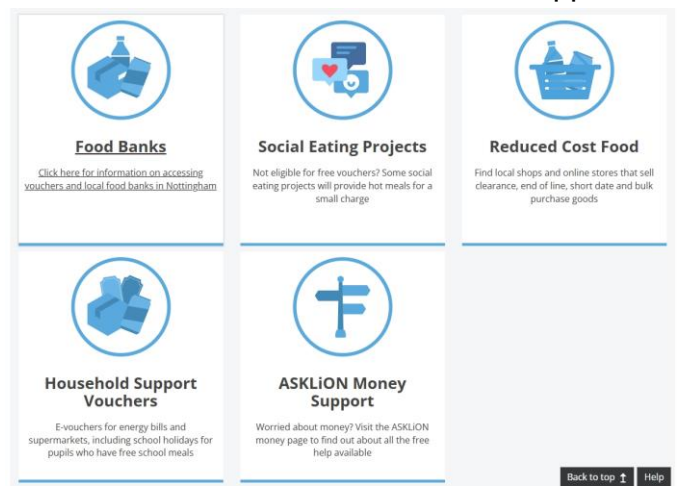 Food Banks
Click here for information on accessing
vouchers and local food banks in Nottingham
Social Eating Projects
Not eligible for free vouchers? Some social
eating projects will provide hot meals for a
small charge
Reduced Cost Food
Find local shops and online stores that sell
clearance, end of line, short date and bulk
purchase goods
Household Support
Vouchers
E-vouchers for energy bills and
supermarkets, including school holidays for
pupils who have free school meals
ASKLiON Money
Support
Worried about money? Visit the ASKLiON
money page to find out about all the free
help available
Back to top
Help